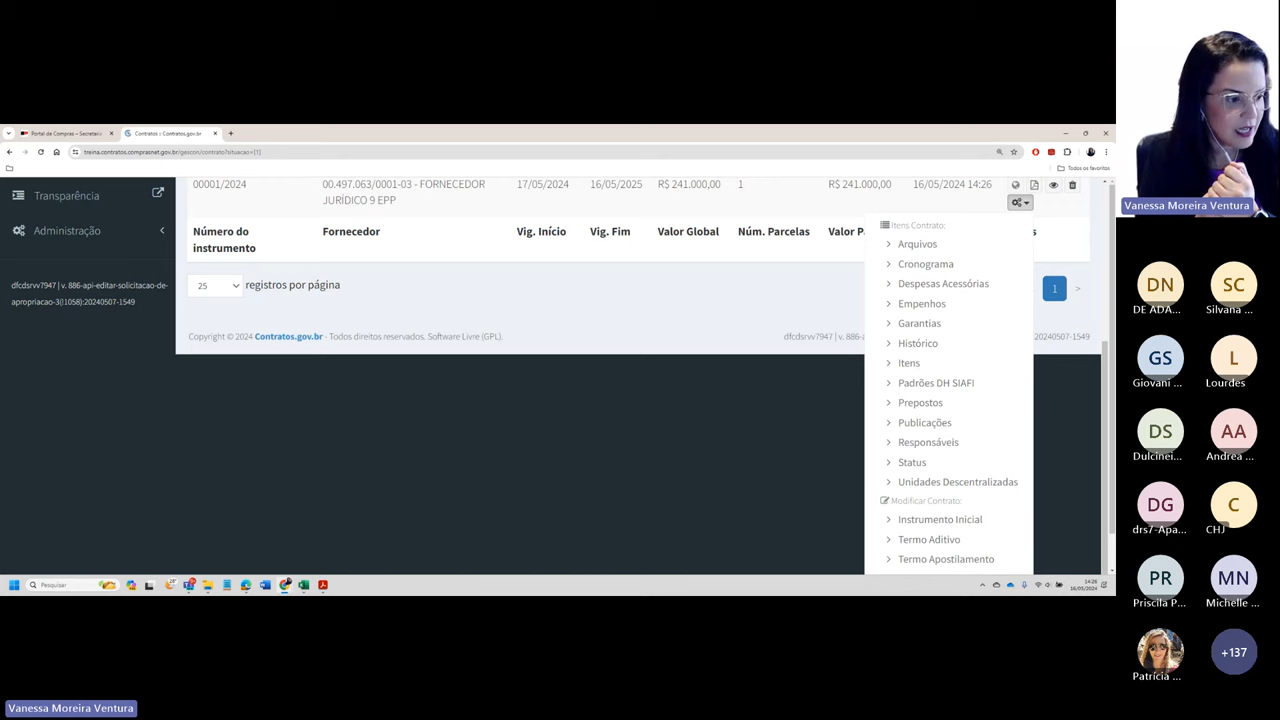 Portal de Compras – Secretaria
Contratos :: Contratos.gov.br
treina.contratos.comprasnet.gov.br/gescon/contrato?situacao=[1]
Todos os favoritos
Transparência
Administração
dfcdsrvv7947 | v. 886-api-editar-solicitacao-de-
apropriacao-3(!1058):20240507-1549
00001/2024
00.497.063/0001-03 - FORNECEDOR
JURÍDICO 9 EPP
17/05/2024
16/05/2025
R$ 241.000,00
1
R$ 241.000,00
16/05/2024 14:26
Número do
instrumento
Fornecedor
Vig. Início
Vig. Fim
Valor Global
Núm. Parcelas
Valor P
s
25
registros por página
1
>
Copyright © 2024 Contratos.gov.br - Todos direitos reservados. Software Livre (GPL).
dfcdsrvv7947 | v. 886-a
0240507-1549
Itens Contrato:
Arquivos
Cronograma
Despesas Acessórias
Empenhos
Garantias
Histórico
Itens
Padrões DH SIAFI
Prepostos
Publicações
Responsáveis
Status
Unidades Descentralizadas
Modificar Contrato:
Instrumento Inicial
Termo Aditivo
Termo Apostilamento
Pesquisar
14:26
16/05/2024
Vanessa Moreira Ventura
DN
DE ADA...
SC
Silvana ...
GS
Giovani ...
L
Lourdes
DS
Dulcinei...
AA
Andrea ...
DG
drs7-Apa...
C
CHJ
PR
Priscila P...
MN
Michelle ...
Patrícia ...
+137
Vanessa Moreira Ventura